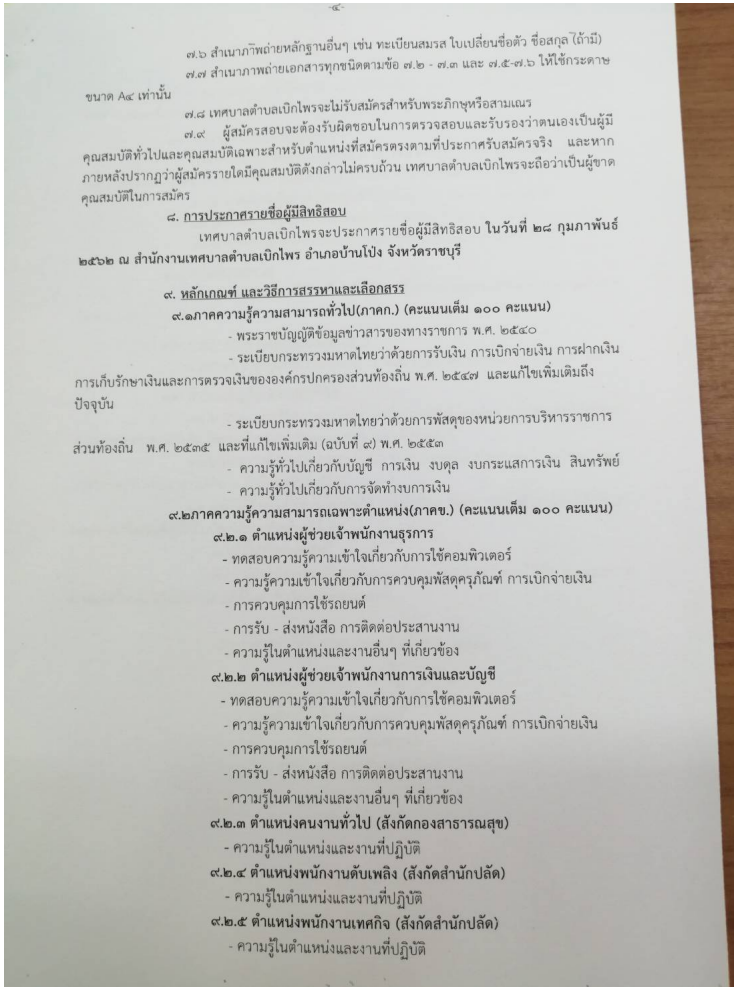 -๔-
๗.๖ สำเนาภาพถ่ายหลักฐานอื่นๆ เช่น ทะเบียนสมรส ใบเปลี่ยนชื่อตัว ชื่อสกุล (ถ้ามี)
๗.๗ สำเนาภาพถ่ายเอกสารทุกชนิดตามข้อ ๗.๒ - ๗.๓ และ ๗.๕-๗.๖ ให้ใช้กระดาษ
ขนาด A๔ เท่านั้น
๗.๘ เทศบาลตำบลเบิกไพรจะไม่รับสมัครสำหรับพระภิกษุหรือสามเณร
๗.๙ ผู้สมัครสอบจะต้องรับผิดชอบในการตรวจสอบและรับรองว่าตนเองเป็นผู้มี
คุณสมบัติทั่วไปและคุณสมบัติเฉพาะสำหรับตำแหน่งที่สมัครตรงตามที่ประกาศรับสมัครจริง และหาก
ภายหลังปรากฏว่าผู้สมัครรายใดมีคุณสมบัติดังกล่าวไม่ครบถ้วน เทศบาลตำบลเบิกไพรจะถือว่าเป็นผู้ขาด
คุณสมบัติในการสมัคร
๘. การประกาศรายชื่อผู้มีสิทธิสอบ
เทศบาลตำบลเบิกไพรจะประกาศรายชื่อผู้มีสิทธิสอบ ในวันที่ ๒๘ กุมภาพันธ์
๒๕๖๒ ณ สำนักงานเทศบาลตำบลเบิกไพร อำเภอบ้านโป่ง จังหวัดราชบุรี
๙. หลักเกณฑ์ และวิธีการสรรหาและเลือกสรร
๙.๑ภาคความรู้ความสามารถทั่วไป(ภาคก.) (คะแนนเต็ม ๑๐๐ คะแนน)
- พระราชบัญญัติข้อมูลข่าวสารของทางราชการ พ.ศ. ๒๕๔๐
- ระเบียบกระทรวงมหาดไทยว่าด้วยการรับเงิน การเบิกจ่ายเงิน การฝากเงิน
การเก็บรักษาเงินและการตรวจเงินขององค์กรปกครองส่วนท้องถิ่น พ.ศ. ๒๕๔๗ และแก้ไขเพิ่มเติมถึง
ปัจจุบัน
- ระเบียบกระทรวงมหาดไทยว่าด้วยการพัสดุของหน่วยการบริหารราชการ
ส่วนท้องถิ่น พ.ศ. ๒๕๓๕ และที่แก้ไขเพิ่มเติม (ฉบับที่ ๙) พ.ศ. ๒๕๕๓
- ความรู้ทั่วไปเกี่ยวกับบัญชี การเงิน งบดุล งบกระแสการเงิน สินทรัพย์
- ความรู้ทั่วไปเกี่ยวกับการจัดทำงบการเงิน
๙.๒ภาคความรู้ความสามารถเฉพาะตำแหน่ง(ภาคข.) (คะแนนเต็ม ๑๐๐ คะแนน)
๙.๒.๑ ตำแหน่งผู้ช่วยเจ้าพนักงานธุรการ
- ทดสอบความรู้ความเข้าใจเกี่ยวกับการใช้คอมพิวเตอร์
- ความรู้ความเข้าใจเกี่ยวกับการควบคุมพัสดุครุภัณฑ์ การเบิกจ่ายเงิน
- การควบคุมการใช้รถยนต์
- การรับ - ส่งหนังสือ การติดต่อประสานงาน
- ความรู้ในตำแหน่งและงานอื่นๆ ที่เกี่ยวข้อง
๙.๒.๒ ตำแหน่งผู้ช่วยเจ้าพนักงานการเงินและบัญชี
- ทดสอบความรู้ความเข้าใจเกี่ยวกับการใช้คอมพิวเตอร์
- ความรู้ความเข้าใจเกี่ยวกับการควบคุมพัสดุครุภัณฑ์ การเบิกจ่ายเงิน
- การควบคุมการใช้รถยนต์
- การรับ - ส่งหนังสือ การติดต่อประสานงาน
- ความรู้ในตำแหน่งและงานอื่นๆ ที่เกี่ยวข้อง
๙.๒.๓ ตำแหน่งคนงานทั่วไป (สังกัดกองสาธารณสุข)
- ความรู้ในตำแหน่งและงานที่ปฏิบัติ
๙.๒.๔ ตำแหน่งพนักงานดับเพลิง (สังกัดสำนักปลัด)
- ความรู้ในตำแหน่งและงานที่ปฏิบัติ
๙.๒.๕ ตำแหน่งพนักงานเทศกิจ (สังกัดสำนักปลัด)
- ความรู้ในตำแหน่งและงานที่ปฏิบัติ